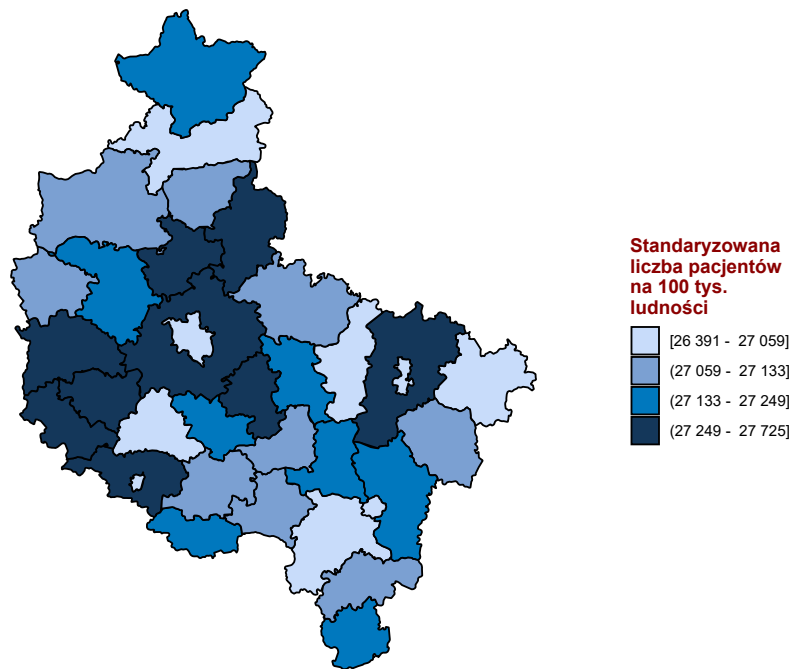 Standaryzowana
liczba pacjentów
na 100 tys.
ludności
[26 391 - 27 059]
(27 059 - 27 133]
(27 133 - 27 249]
(27 249 - 27 725]